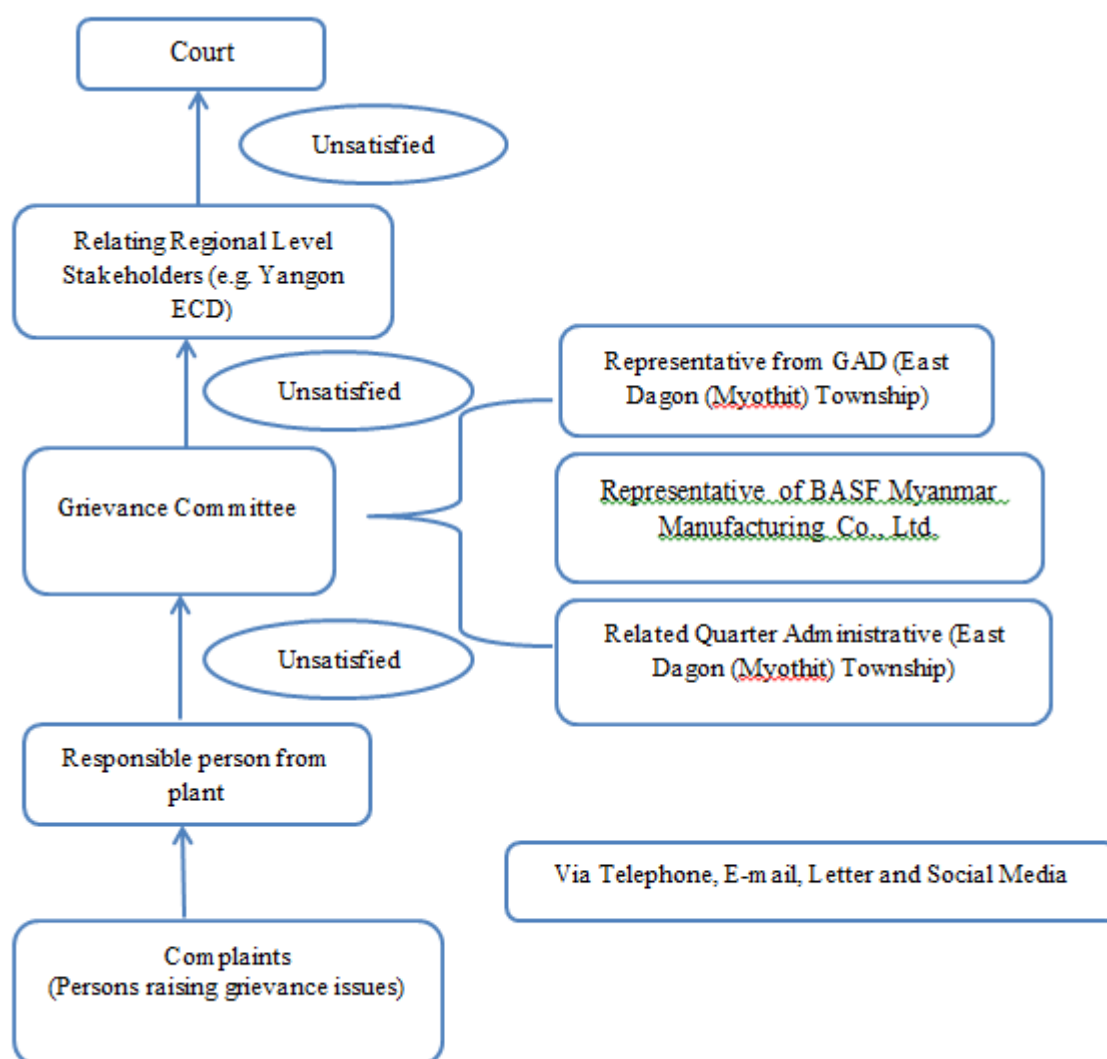 Court
Unsatisfied
Relating Regional Level
Stakeholders (e.g. Yangon
ECD)
Unsatisfied
Representative from GAD (East
Dagon (Myothit) Township)
Grievance Committee
Representative of BASF Myanmar
Manufacturing Co., Ltd.
Unsatisfied
Related Quarter Administrative (East
Dagon (Myothit) Township)
Responsible person from
plant
Via Telephone, E-mail, Letter and Social Media
Complaints
(Persons raising grievance issues)